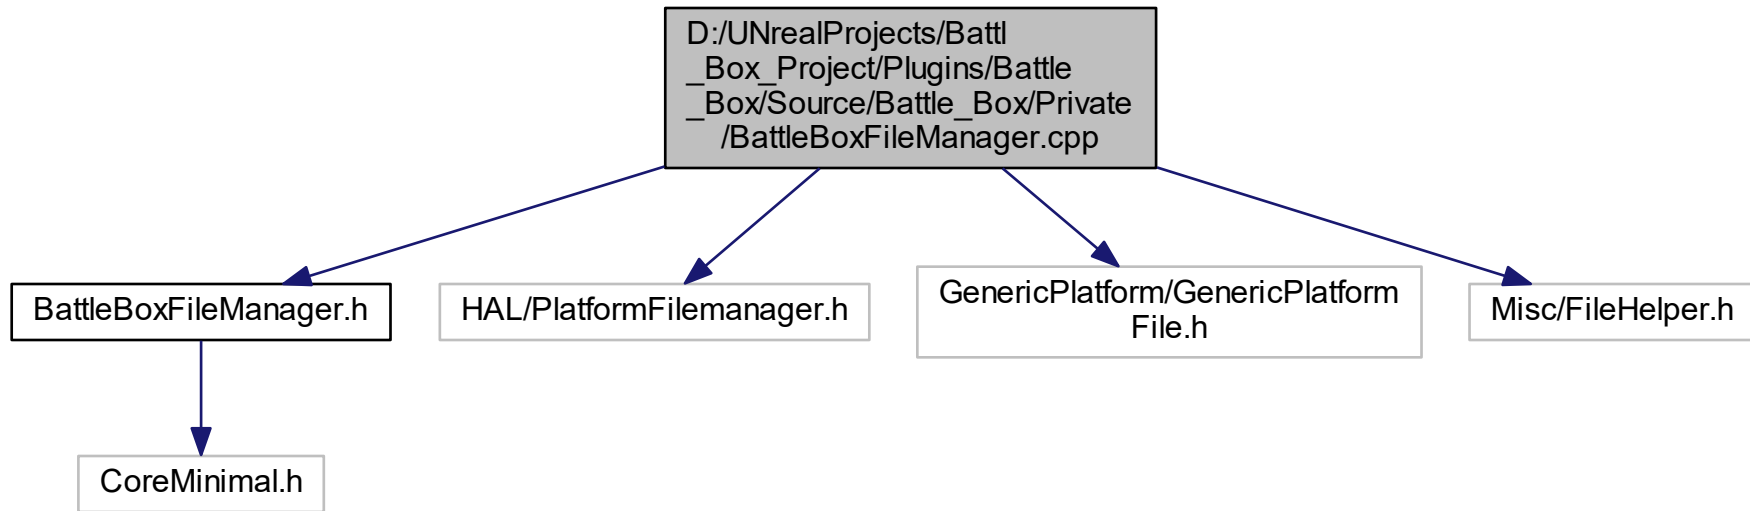 D:/UNrealProjects/Battl
_Box_Project/Plugins/Battle
_Box/Source/Battle_Box/Private
/BattleBoxFileManager.cpp
BattleBoxFileManager.h
HAL/PlatformFilemanager.h
GenericPlatform/GenericPlatform
File.h
Misc/FileHelper.h
CoreMinimal.h